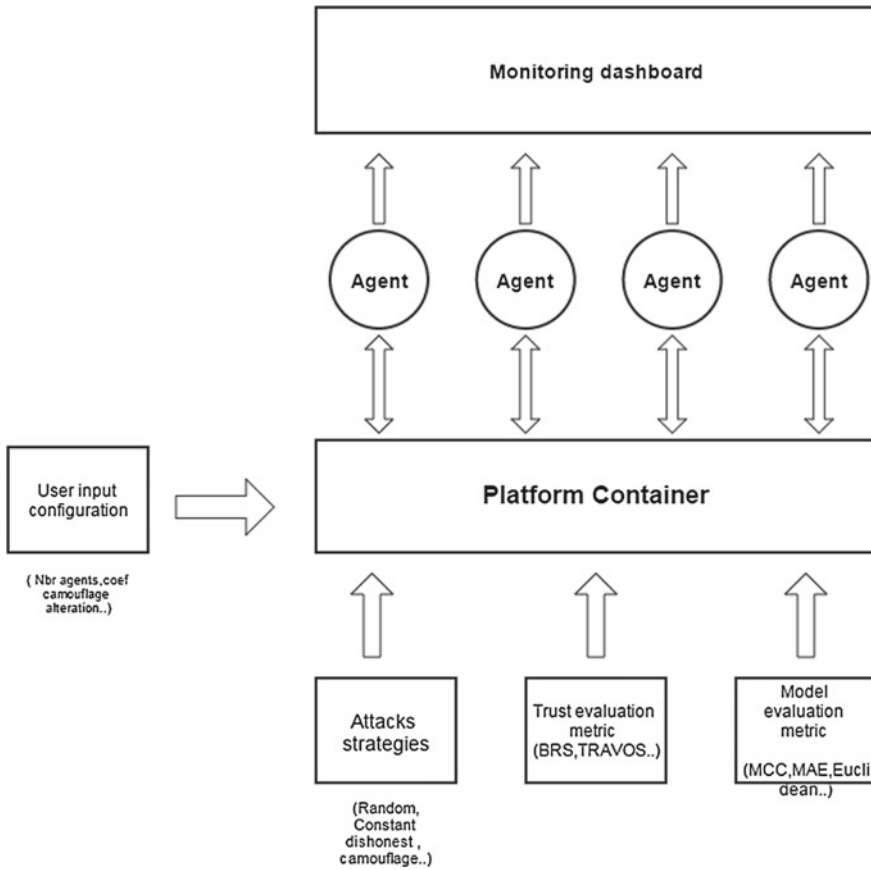 Monitoring dashboard
Agent
Agent
Agent
Agent
Platform Container
User input
configuration
( Nbr agents,coef
camouflage
alteration..)
Attacks
strategies
(Random,
Constant
dishonest ,
camouflage..)
Trust evaluation
metric
(BRS,TRAVOS..)
Model
evaluation
metric
(MCC,MAE,Eucli
dean..)